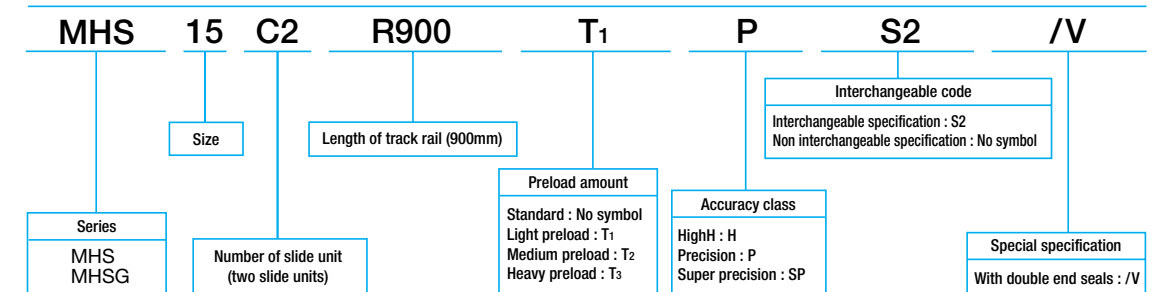 MHS 15 C2 R900 T1 P S2 /V
Interchangeable code
Interchangeable specification : S2
Non interchangeable specification : No symbol
Size
Length of track rail (900mm)
Preload amount
Standard : No symbol
Light preload : T1
Medium preload : T2
Heavy preload : T3
Accuracy class
HighH : H
Precision : P
Super precision : SP
Series
MHS
MHSG
Number of slide unit
(two slide units)
Special specification
With double end seals : /V